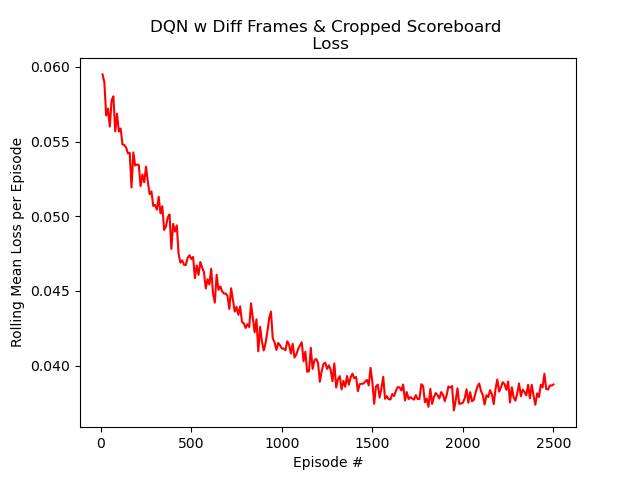 DQN w Diff Frames & Cropped Scoreboard
Loss
0.060
0.055
0.050
0.045
0.040
Rolling Mean Loss per Episode
0 500 1000 1500 2000 2500
Episode #